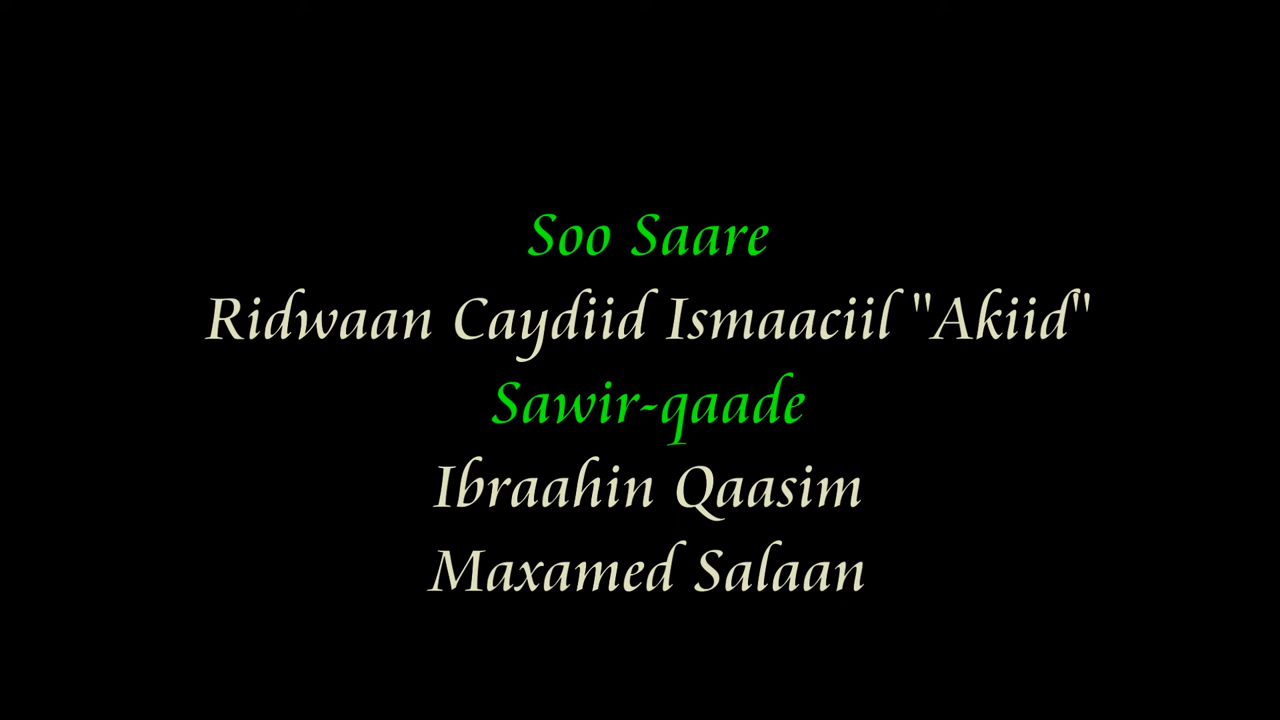 Soo Saare
Ridwaan Caydiid Ismaaciil "Akiid"
Sawir-qaade
Ibraahin Qaasim
Maxamed Salaan